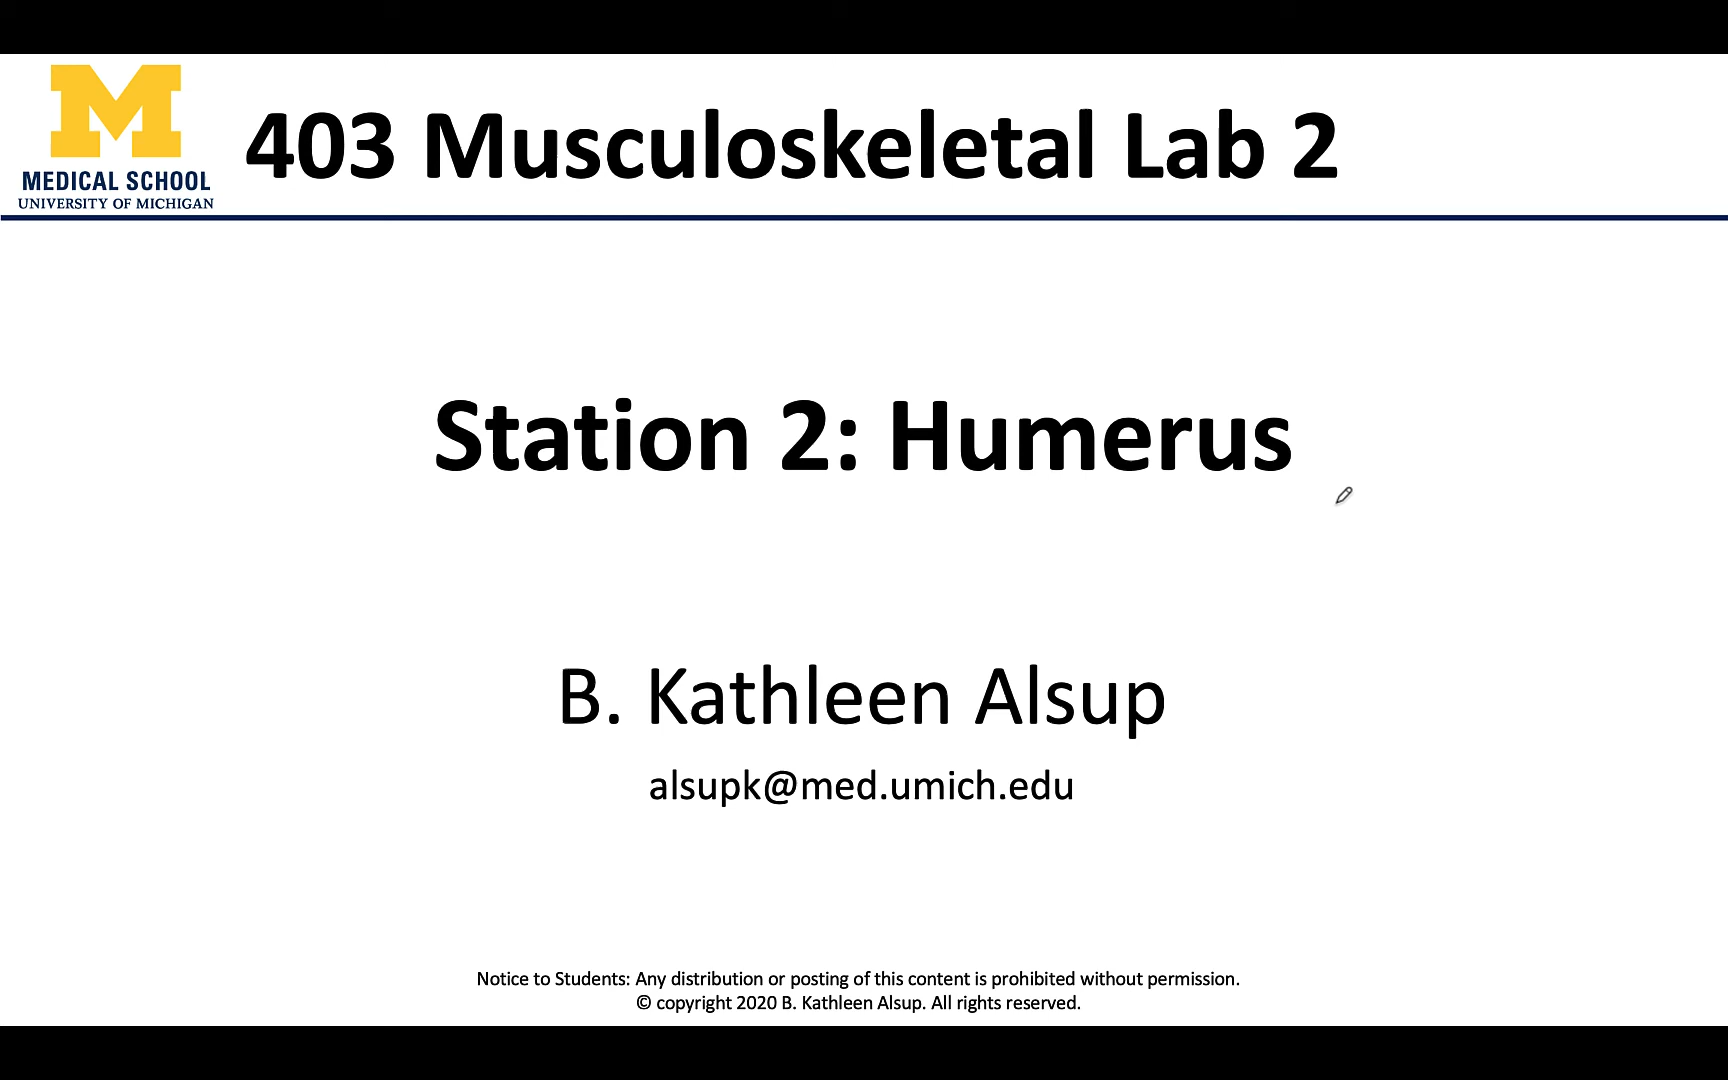 MEDICAL SCHOOL
UNIVERSITY OF MICHIGAN
403 Musculoskeletal Lab 2
Station 2: Humerus
B. Kathleen Alsup
alsupk@med.umich.edu
Notice to Students: Any distribution or posting of this content is prohibited without permission.
© copyright 2020 B. Kathleen Alsup. All rights reserved.